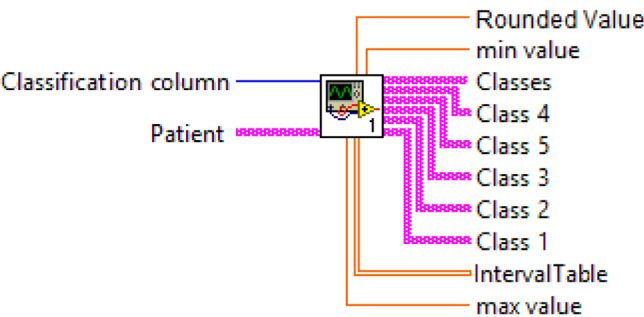 Rounded Value
min value
Classification column
Classes
Class 4
Patient
1
Class 5
Class 3
Class 2
Class 1
IntervalTable
max value